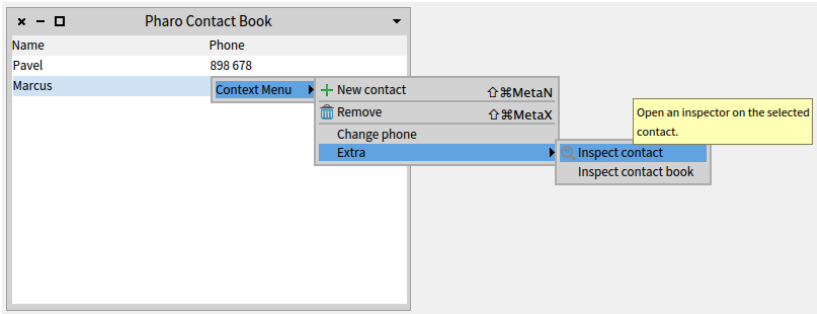 Pharo Contact Book
Name Phone
Pavel 898 678
Marcus
Context Menu
New contact ⇧⌘MetaN
Remove ⇧⌘MetaX
Change phone
Extra
Inspect contact
Inspect contact book
Open an inspector on the selected
contact.